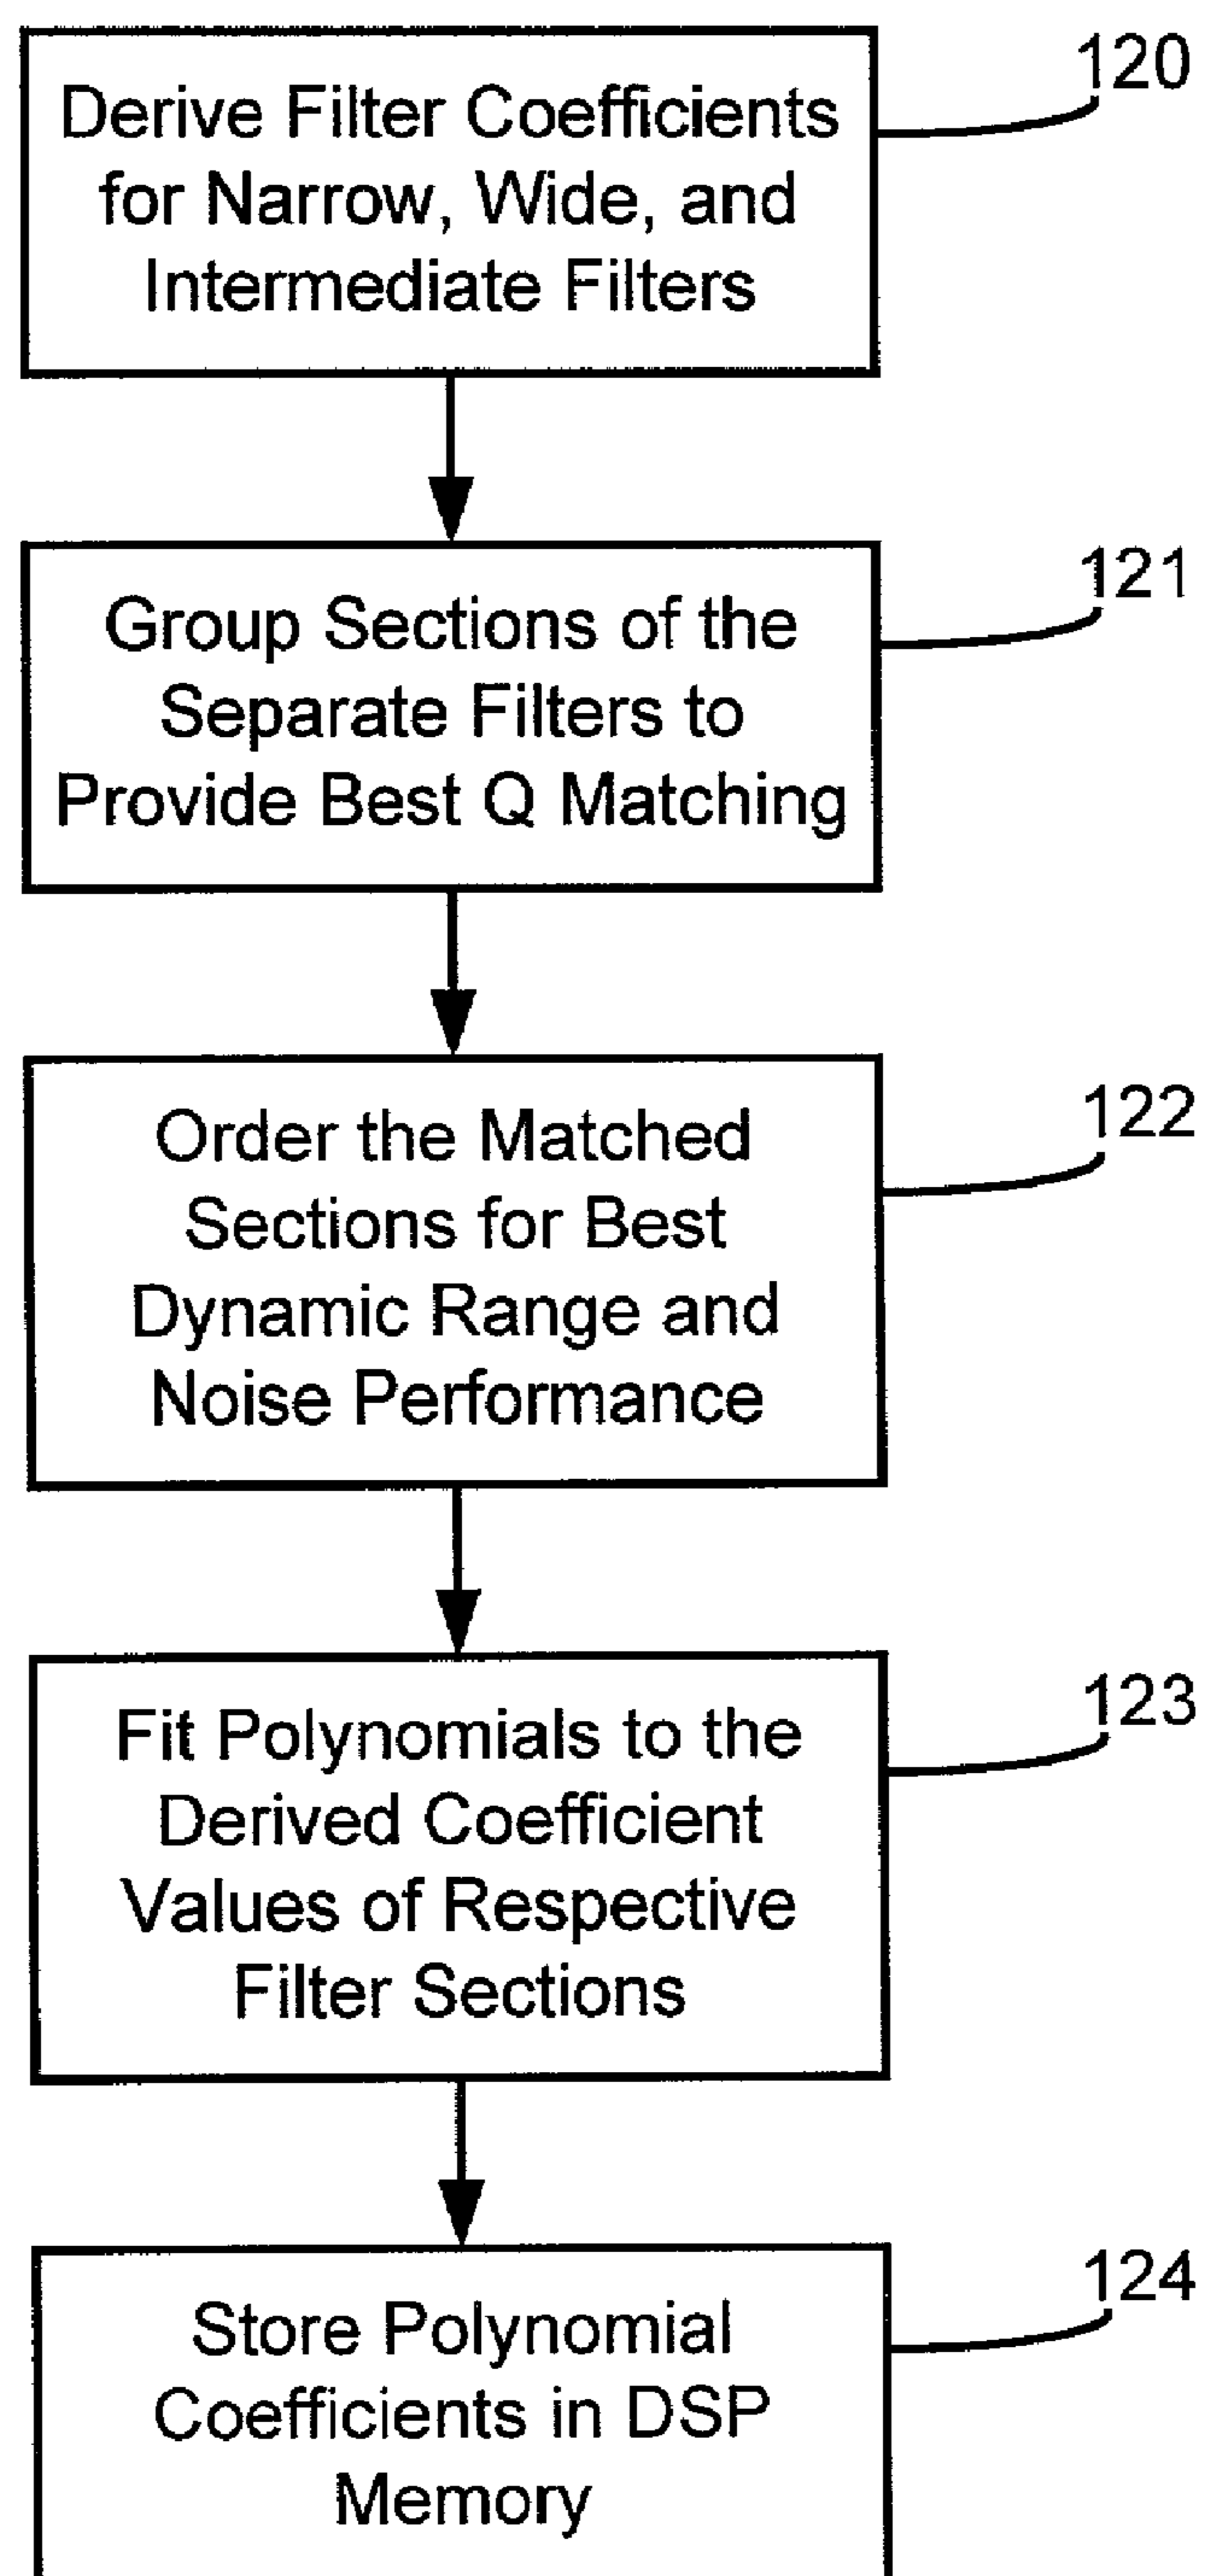 120
Derive Filter Coefficients
for Narrow, Wide, and
Intermediate Filters
121
Group Sections of the
Separate Filters to
Provide Best Q Matching
122
Order the Matched
Sections for Best
Dynamic Range and
Noise Performance
123
Fit Polynomials to the
Derived Coefficient
Values of Respective
Filter Sections
124
Store Polynomial
Coefficients in DSP
Memory